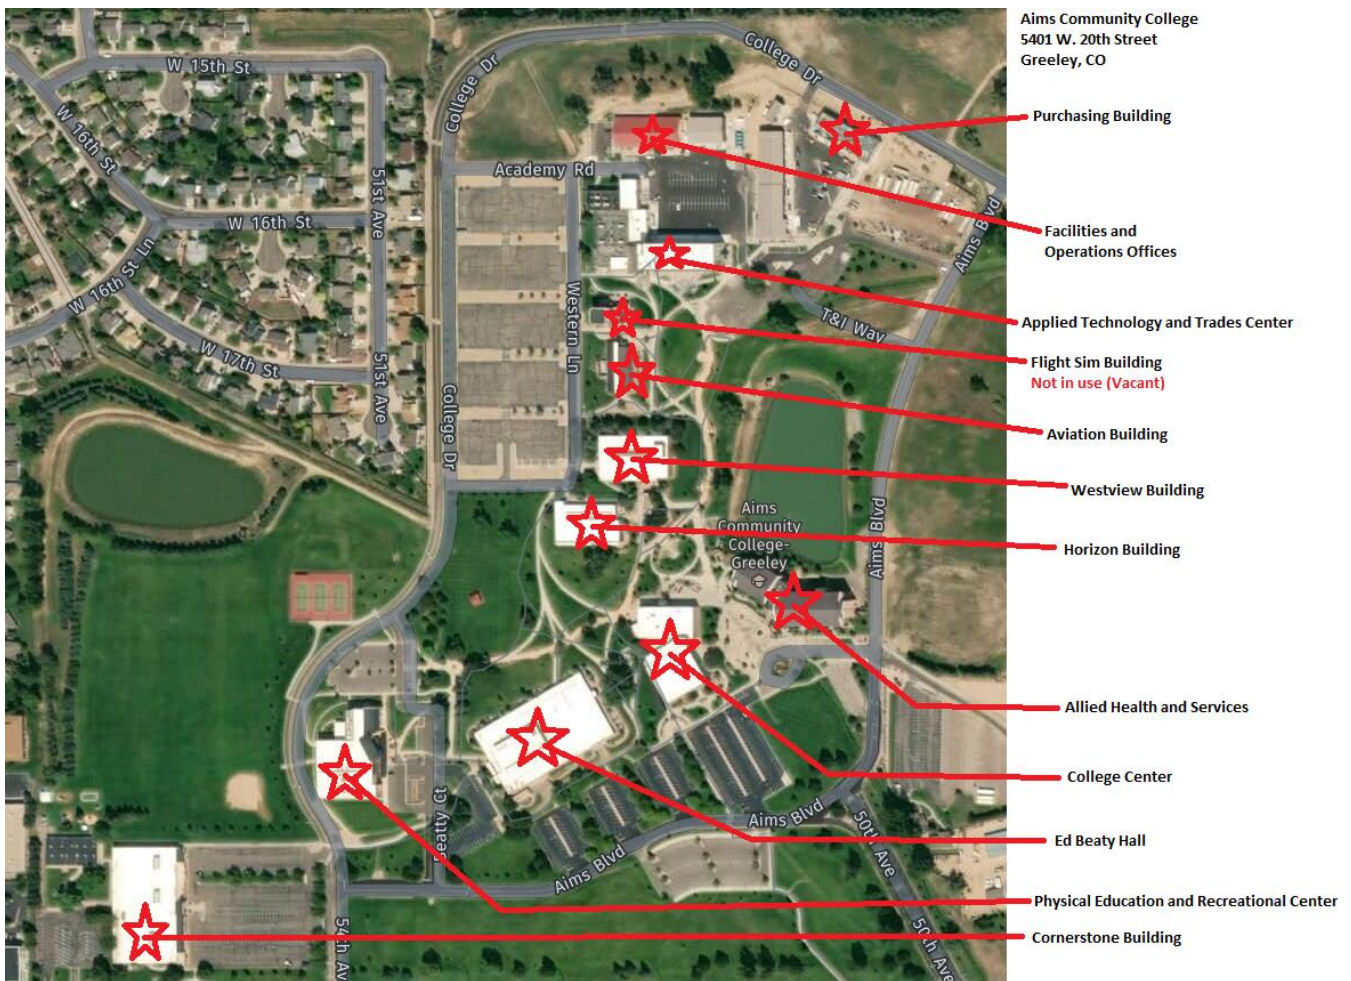 Aims Community College
5401 W. 20th Street
Greeley, CO
Purchasing Building
Facilities and
Operations Offices
Applied Technology and Trades Center
Flight Sim Building
Not in use (Vacant)
Aviation Building
Westview Building
Horizon Building
Allied Health and Services
College Center
Ed Beaty Hall
Physical Education and Recreational Center
Cornerstone Building
W 15th St
College Dr
College Dr
W 16th St
51st Ave
Academy Rd
W 16th St
Aims Blvd
W 16th St Ln
Western Ln
T&I Way
W 17th St
51st Ave
College Dr
Aims
Community
College-
Greeley
Aims Blvd
Beatty Ct
Aims Blvd
50th Ave
Aims Blvd
54th Av
50th Ave